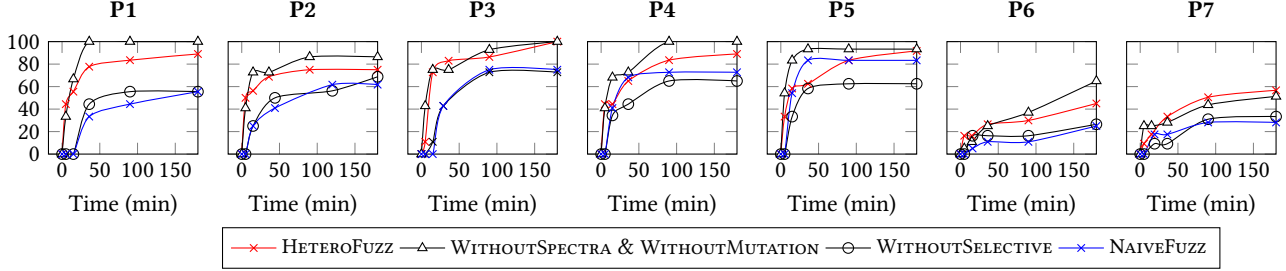 P1 P2 P3 P4 P5 P6 P7
100
80
60
40
20
0
0 50 100 150 0 50 100 150 0 50 100 150 0 50 100 150 0 50 100 150 0 50 100 150 0 50 100 150
Time (min) Time (min) Time (min) Time (min) Time (min) Time (min) Time (min)
HeteroFuzz WithoutSpectra & WithoutMutation WithoutSelective NaiveFuzz